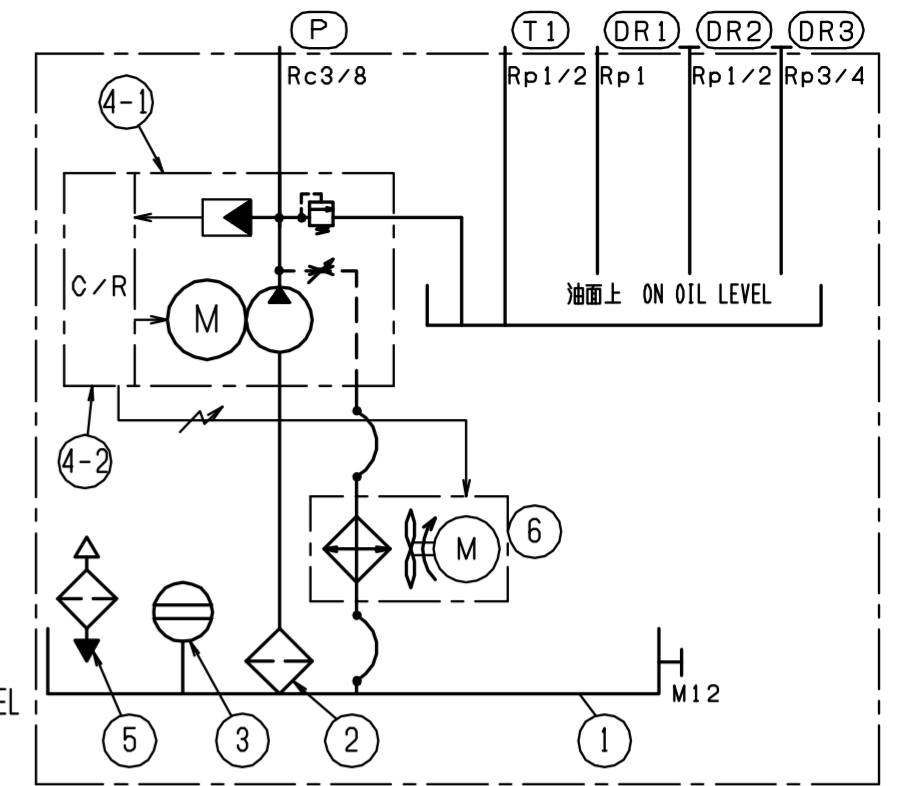 P
T1
DR1
DR2
DR3
Rc3/8
Rp1/2
Rp1
Rp1/2
Rp3/4
4-1
C/R
M
油面上 ON OIL LEVEL
4-2
6
M
EL
M12
5
3
2
1